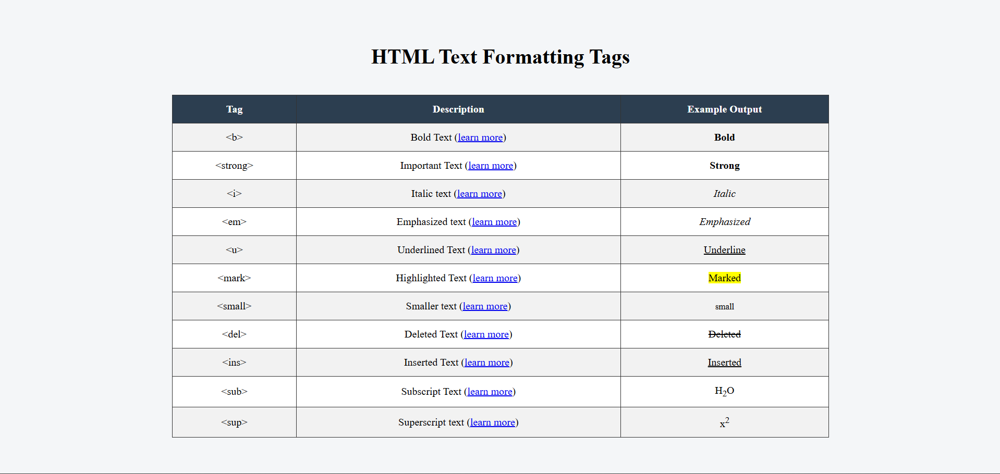 HTML Text Formatting Tags
Tag Description Example Output
<b> Bold Text (learn more) Bold
<strong> Important Text (learn more) Strong
<i> Italic text (learn more) Italic
<em> Emphasized text (learn more) Emphasized
<u> Underlined Text (learn more) Underline
<mark> Highlighted Text (learn more) Marked
<small> Smaller text (learn more) small
<del> Deleted Text (learn more) Deleted
<ins> Inserted Text (learn more) Inserted
<sub> Subscript Text (learn more) H₂O
<sup> Superscript text (learn more) x²